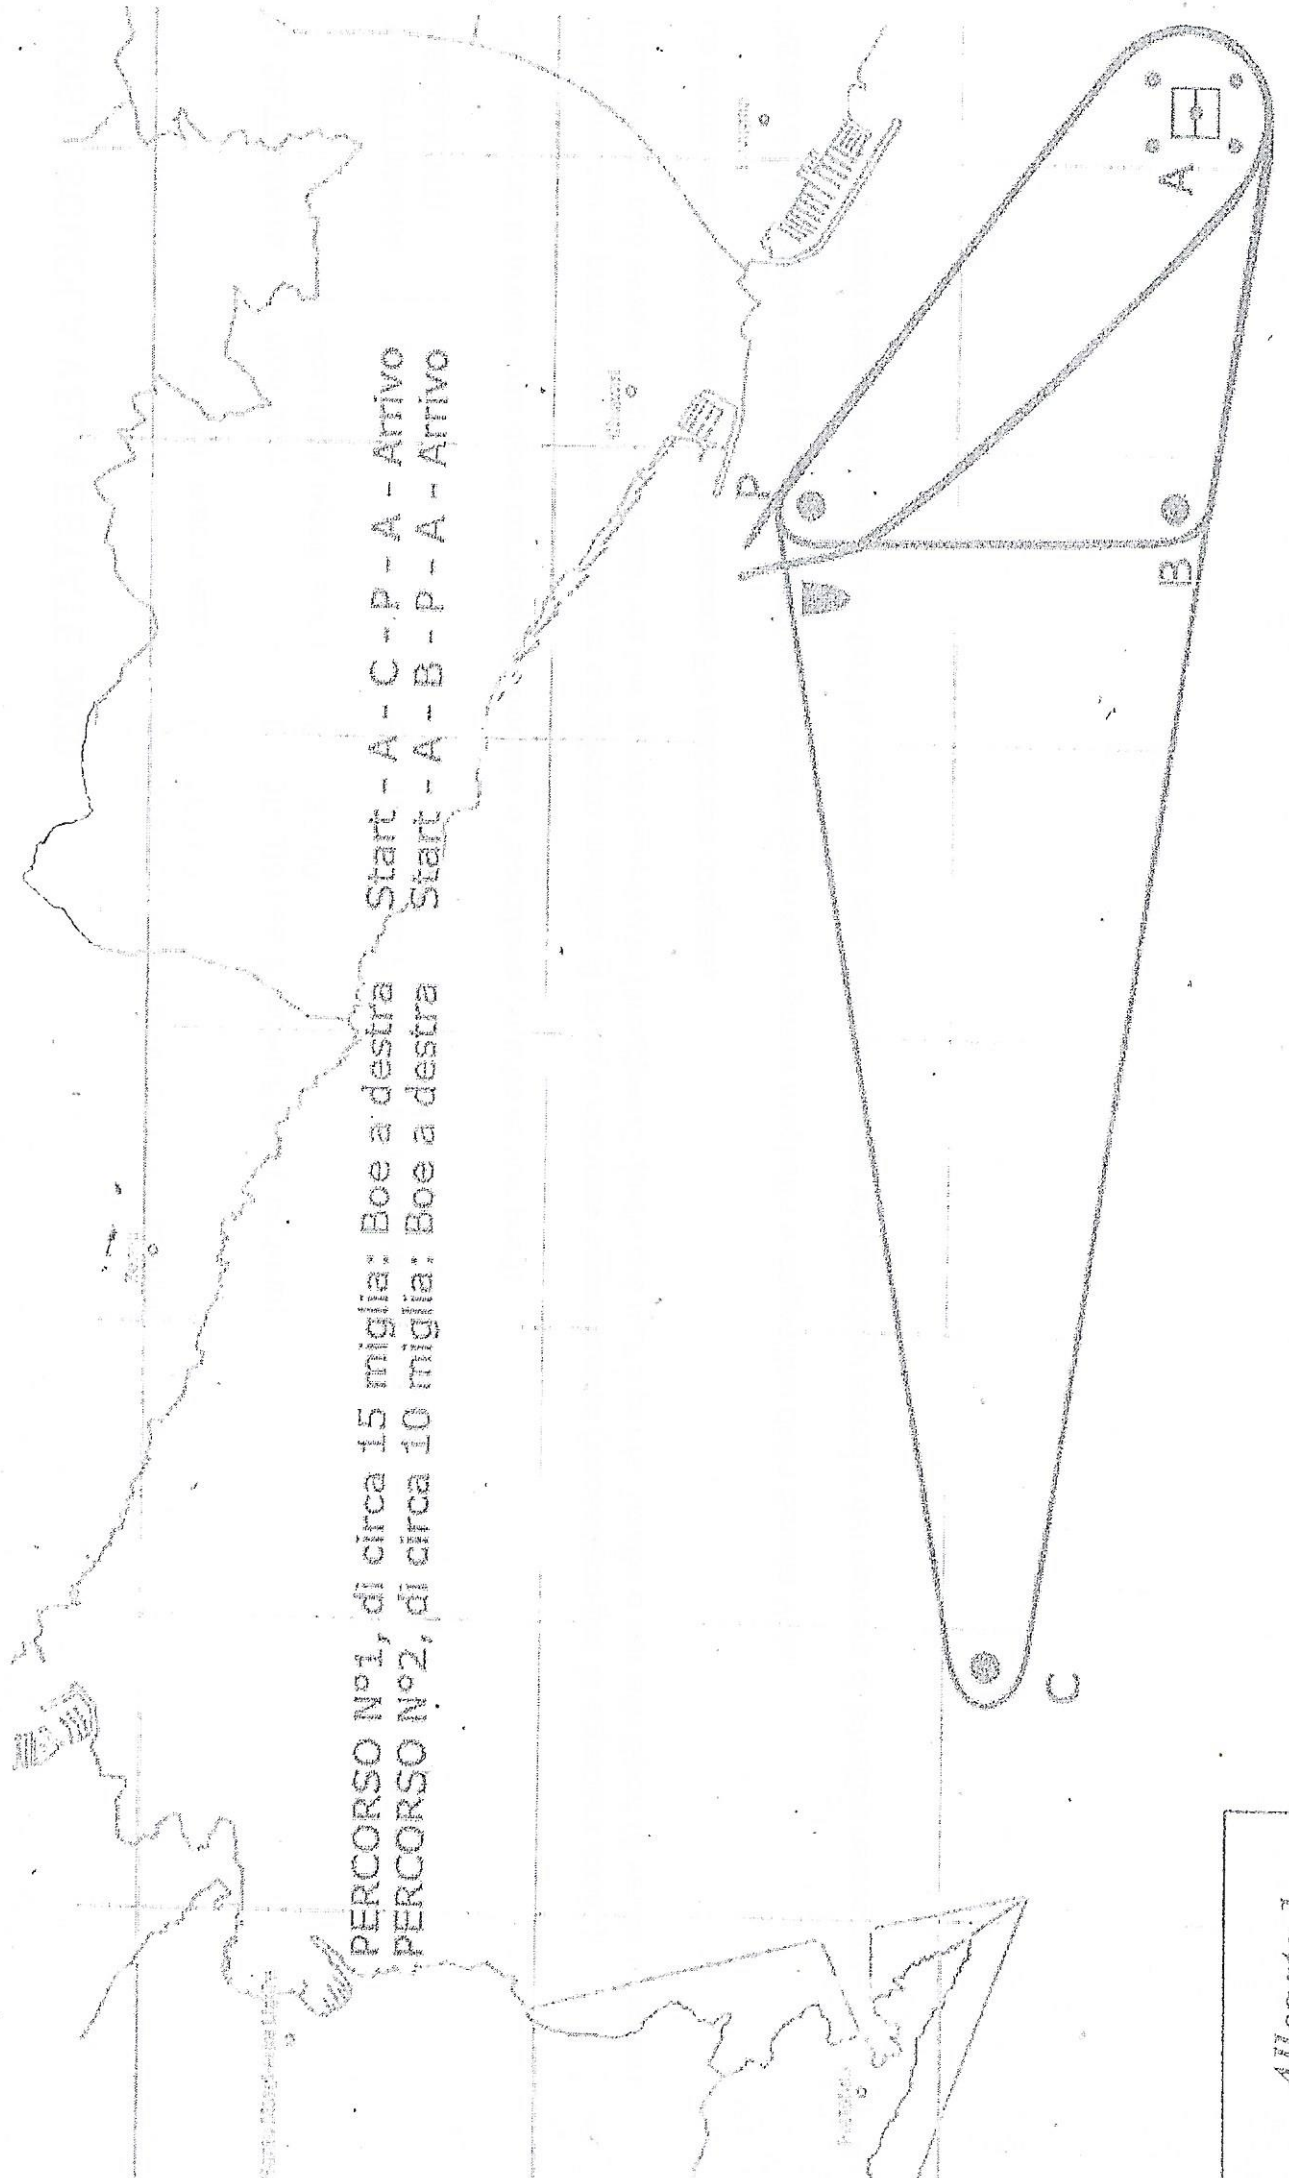 PERCORSO N°1, di circa 15 miglia: Boe a destra Start - A - C - P - A - Arrivo
PERCORSO N°2, di circa 10 miglia: Boe a destra Start - A - B - P - A - Arrivo
P
A
B
C